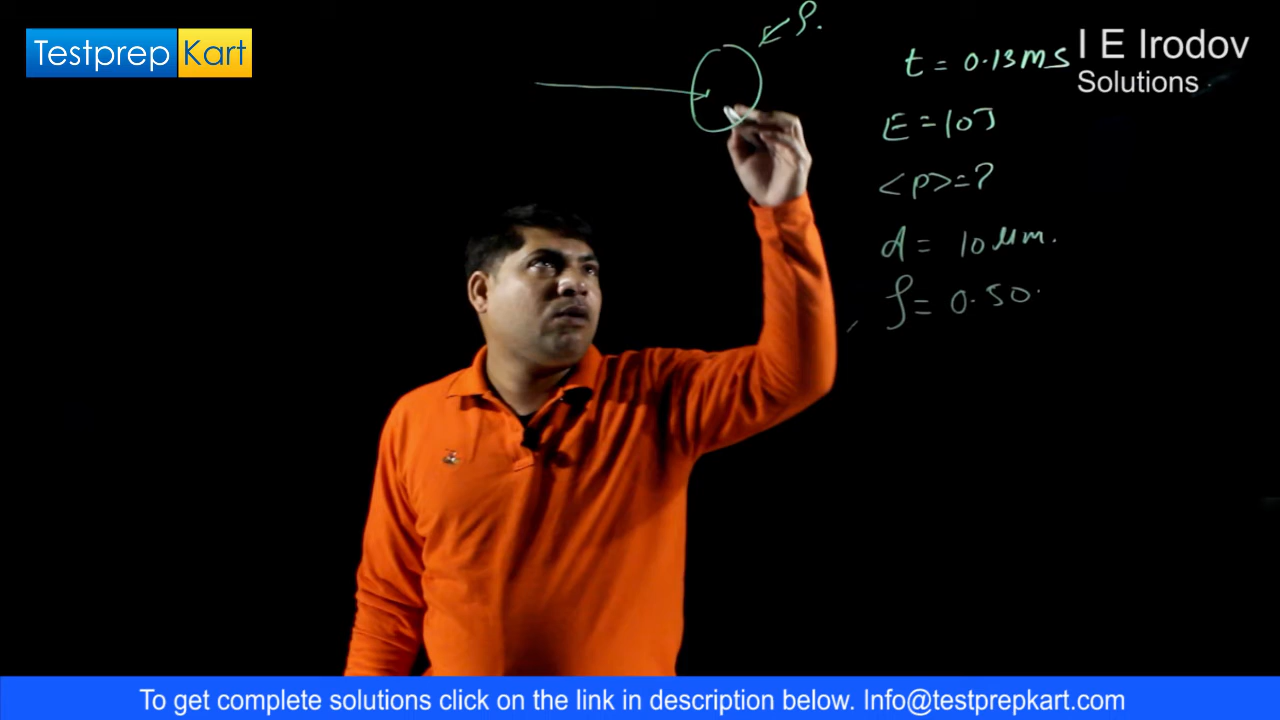 Testprep Kart
ρ.
t = 0.13 ms
I E Irodov
Solutions
E = 10J
<p> = ?
d = 10 μm.
ρ = 0.50.
To get complete solutions click on the link in description below. Info@testprepkart.com